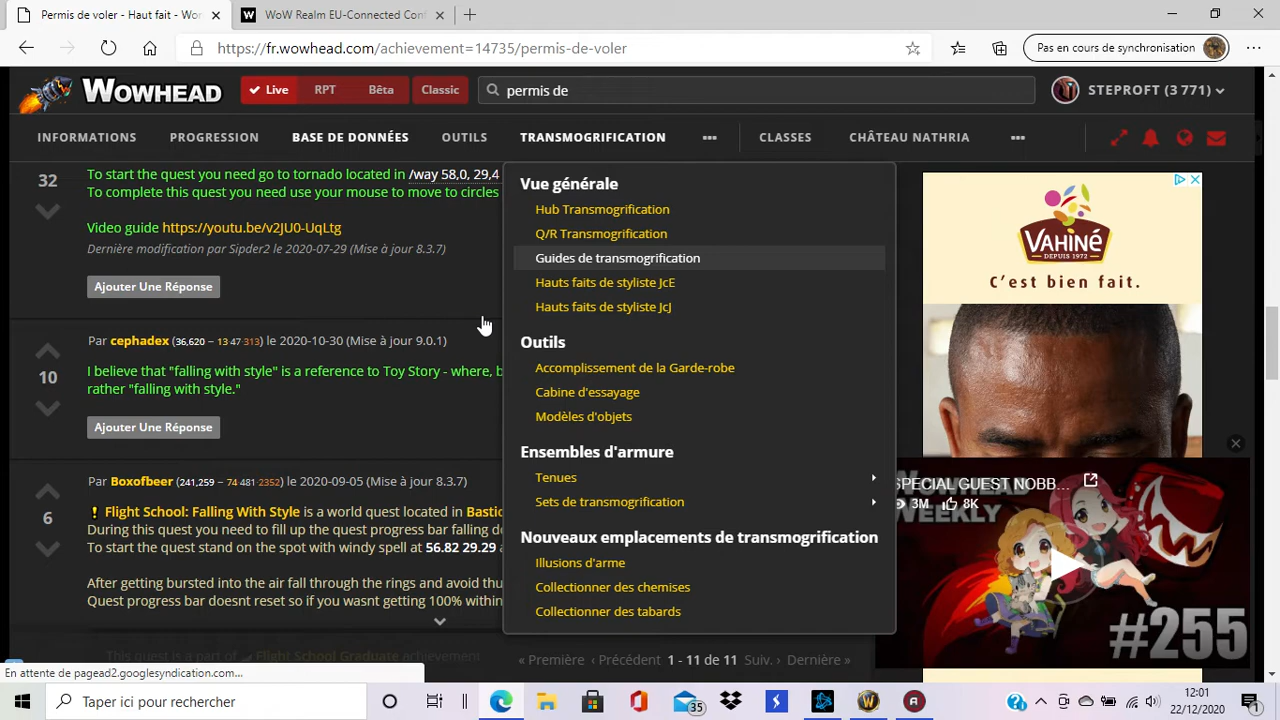 Permis de voler - Haut fait - Wor
WoW Realm EU-Connected Con
https://fr.wowhead.com/achievement=14735/permis-de-voler
Pas en cours de synchronisation
WOWHEAD
Live
RPT
Bêta
Classic
permis de
STEPROFT (3 771)
INFORMATIONS
PROGRESSION
BASE DE DONNÉES
OUTILS
TRANSMOGRIFICATION
CLASSES
CHÂTEAU NATHRIA
32
To start the quest you need go to tornado located in /way 58,0, 29,4
To complete this quest you need use your mouse to move to circles
Video guide https://youtu.be/v2JU0-UqLtg
Dernière modification par Sipder2 le 2020-07-29 (Mise à jour 8.3.7)
Ajouter Une Réponse
Par cephadex (36,620 – 13 47 313) le 2020-10-30 (Mise à jour 9.0.1)
10
I believe that "falling with style" is a reference to Toy Story - where, b
rather "falling with style."
Ajouter Une Réponse
Par Boxofbeer (241,259 – 74 481 2352) le 2020-09-05 (Mise à jour 8.3.7)
6
! Flight School: Falling With Style is a world quest located in Bastic
During this quest you need to fill up the quest progress bar falling do
To start the quest stand on the spot with windy spell at 56.82 29.29 a
After getting bursted into the air fall through the rings and avoid thu
Quest progress bar doesnt reset so if you wasnt getting 100% within
This quest is a part of Flight School Graduate achievement
Vue générale
Hub Transmogrification
Q/R Transmogrification
Guides de transmogrification
Hauts faits de styliste JcE
Hauts faits de styliste JcJ
Outils
Accomplissement de la Garde-robe
Cabine d'essayage
Modèles d'objets
Ensembles d'armure
Tenues
Sets de transmogrification
Nouveaux emplacements de transmogrification
Illusions d'arme
Collectionner des chemises
Collectionner des tabards
« Première ‹ Précédent 1 - 11 de 11 Suiv. › Dernière »
VAHINÉ
DEPUIS 1972
C'est bien fait.
SPECIAL GUEST NOBB...
3M
8K
WOWHEAD
WEEKLY
#255
En attente de pagead2.googlesyndication.com...
Taper ici pour rechercher
35
12:01
22/12/2020
1